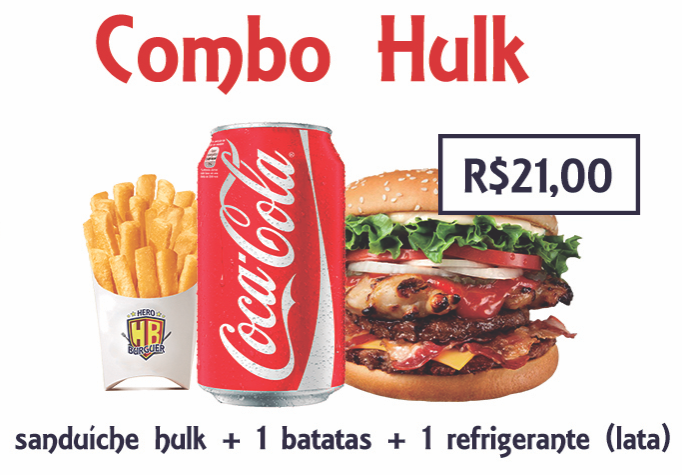 Combo Hulk
R$21,00
Coca-Cola
HERO
HB
BURGUER
sanduíche hulk + 1 batatas + 1 refrigerante (lata)